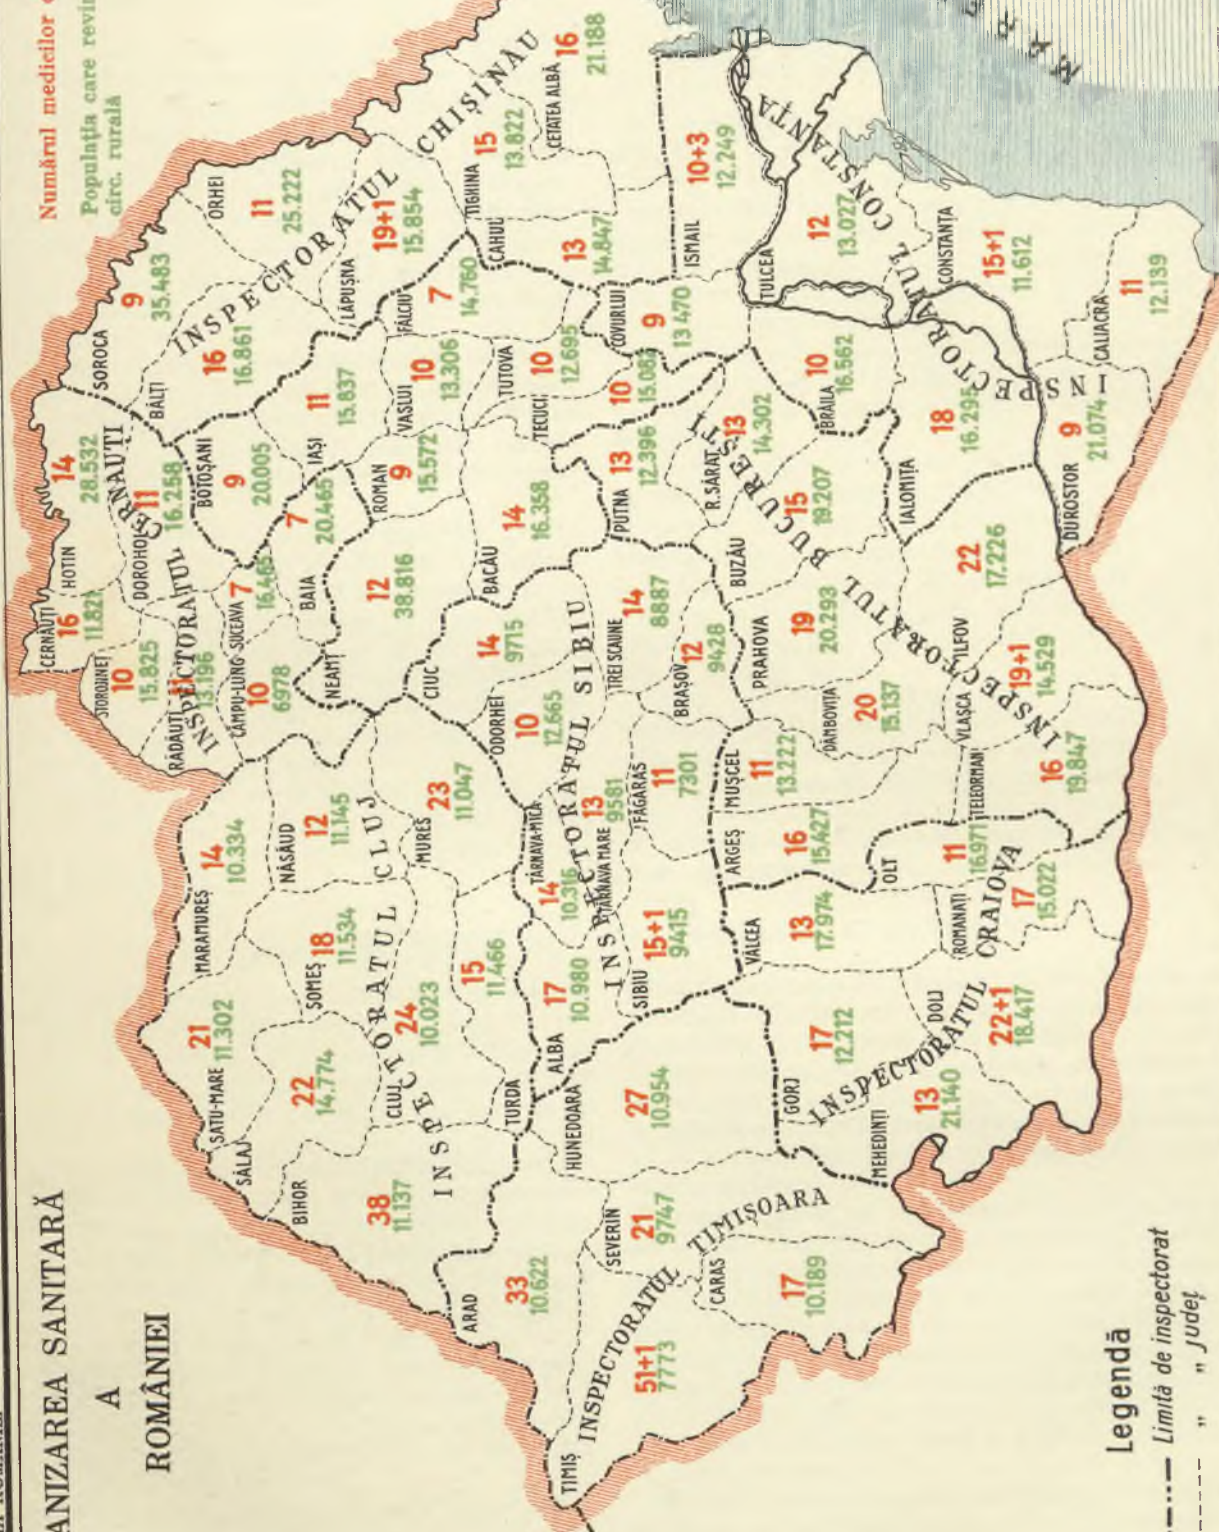 ANIZAREA SANITARĂ
A
ROMÂNIEI
Numărul medicilor
Populația care revin
circ. rurală
HOTIN
14
28.532
SOROCA
9
35.483
ORHEI
11
25.222
CERNĂUȚI
16
STOROJINEȚ
10
15.825
RĂDĂUȚI
13.196
DOROHOI
11
16.258
BĂLȚI
16
16.861
LĂPUȘNA
19+1
15.854
TIGHINA
15
13.822
CETATEA ALBĂ
16
21.188
CÂMPU-LUNG
10
6978
SUCEAVA
7
BOTOȘANI
9
20.005
IAȘI
11
15.837
FĂLCIU
7
14.760
CAHUL
13
14.847
ISMAIL
10+3
12.249
BAIA
7
20.465
NEAMȚ
12
38.816
ROMAN
9
15.572
VASLUI
10
13.306
TUTOVA
10
12.695
COVURLUI
9
13 470
TULCEA
12
13.027
BACĂU
14
16.358
TECUCI
10
PUTNA
13
12.396
R.SĂRAT
13
14.302
BRĂILA
10
16.562
CONSTANȚA
15+1
11.612
CALIACRA
11
12.139
DUROSTOR
9
21.074
IALOMIȚA
18
16.295
BUZĂU
15
19.207
PRAHOVA
19
20.293
ILFOV
22
17.226
VLAȘCA
19+1
14.529
DÂMBOVIȚA
20
15.137
TELEORMAN
16
19.847
MUȘCEL
11
13.222
ARGEȘ
16
15.427
OLT
11
16.971
ROMANAȚI
17
15.022
VÂLCEA
13
17.974
DOLJ
22+1
18.417
GORJ
17
12.212
MEHEDINȚI
13
21.140
MARAMUREȘ
14
10.334
NĂSĂUD
12
11.145
MUREȘ
23
11.047
CIUC
14
9715
ODORHEI
10
12.665
TREI SCAUNE
14
8887
BRAȘOV
12
9428
FĂGĂRAȘ
11
7301
TÂRNAVA-MICĂ
14
10.316
TÂRNAVA MARE
13
9581
SIBIU
15+1
9415
ALBA
17
10.980
TURDA
15
11.466
CLUJ
24
10.023
SOMEȘ
18
11.534
SATU-MARE
21
11.302
SĂLAJ
22
14.774
BIHOR
38
11.137
ARAD
33
10.622
HUNEDOARA
27
10.954
SEVERIN
21
9747
CARAȘ
17
10.189
TIMIȘ
51+1
7773
INSPECTORATUL CERNĂUȚI
INSPECTORATUL CHIȘINĂU
INSPECTORATUL CONSTANȚA
INSPECTORATUL BUCUREȘTI
INSPECTORATUL CRAIOVA
INSPECTORATUL SIBIU
INSPECTORATUL CLUJ
INSPECTORATUL TIMIȘOARA
Legendă
Limită de inspectorat
" " județ